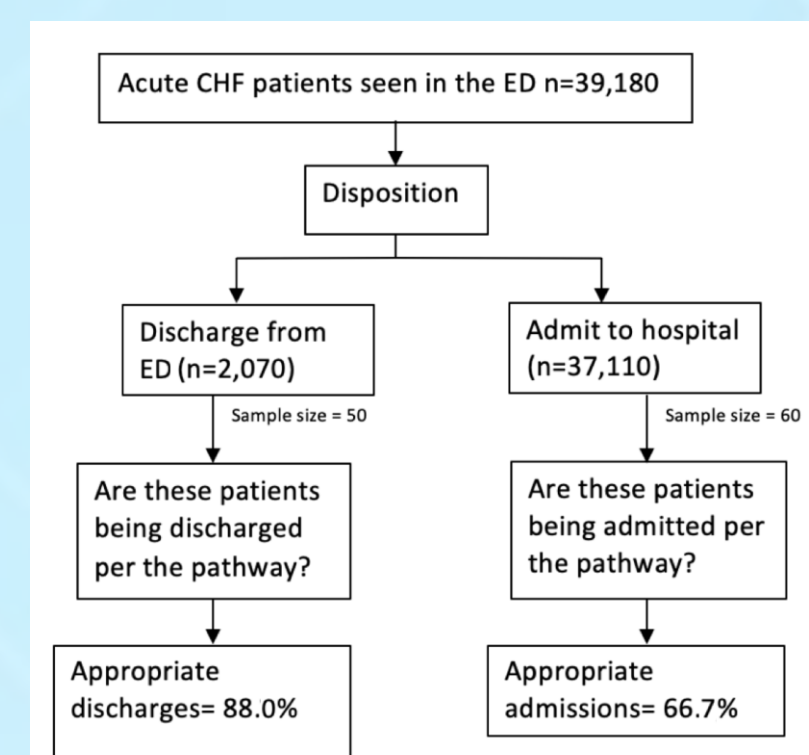 Acute CHF patients seen in the ED n=39,180
Disposition
Discharge from
ED (n=2,070)
Admit to hospital
(n=37,110)
Sample size = 50
Sample size = 60
Are these patients
being discharged
per the pathway?
Are these patients
being admitted per
the pathway?
Appropriate
discharges= 88.0%
Appropriate
admissions= 66.7%